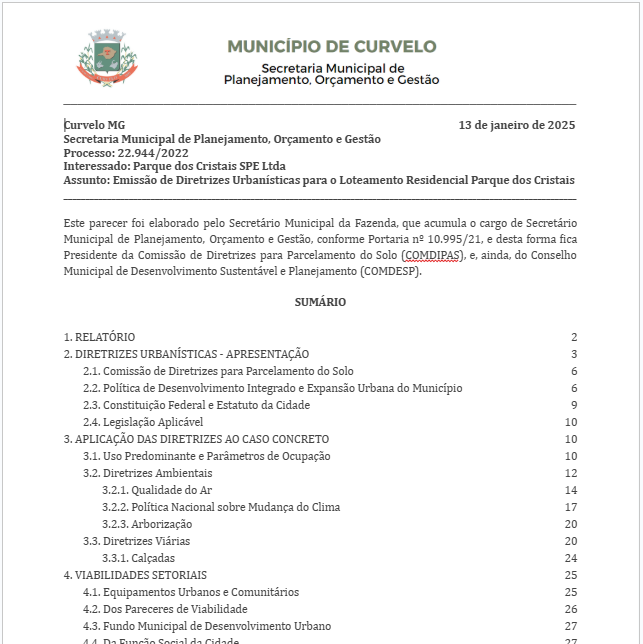 MUNICÍPIO DE CURVELO
Secretaria Municipal de
Planejamento, Orçamento e Gestão
Curvelo MG 13 de janeiro de 2025
Secretaria Municipal de Planejamento, Orçamento e Gestão
Processo: 22.944/2022
Interessado: Parque dos Cristais SPE Ltda
Assunto: Emissão de Diretrizes Urbanísticas para o Loteamento Residencial Parque dos Cristais
Este parecer foi elaborado pelo Secretário Municipal da Fazenda, que acumula o cargo de Secretário
Municipal de Planejamento, Orçamento e Gestão, conforme Portaria nº 10.995/21, e desta forma fica
Presidente da Comissão de Diretrizes para Parcelamento do Solo (COMDIPAS), e, ainda, do Conselho
Municipal de Desenvolvimento Sustentável e Planejamento (COMDESP).
SUMÁRIO
1. RELATÓRIO 2
2. DIRETRIZES URBANÍSTICAS - APRESENTAÇÃO 3
2.1. Comissão de Diretrizes para Parcelamento do Solo 6
2.2. Política de Desenvolvimento Integrado e Expansão Urbana do Município 6
2.3. Constituição Federal e Estatuto da Cidade 9
2.4. Legislação Aplicável 10
3. APLICAÇÃO DAS DIRETRIZES AO CASO CONCRETO 10
3.1. Uso Predominante e Parâmetros de Ocupação 10
3.2. Diretrizes Ambientais 12
3.2.1. Qualidade do Ar 14
3.2.2. Política Nacional sobre Mudança do Clima 17
3.2.3. Arborização 20
3.3. Diretrizes Viárias 20
3.3.1. Calçadas 24
4. VIABILIDADES SETORIAIS 25
4.1. Equipamentos Urbanos e Comunitários 25
4.2. Dos Pareceres de Viabilidade 26
4.3. Fundo Municipal de Desenvolvimento Urbano 27
4.4. Da Função Social da Cidade 27